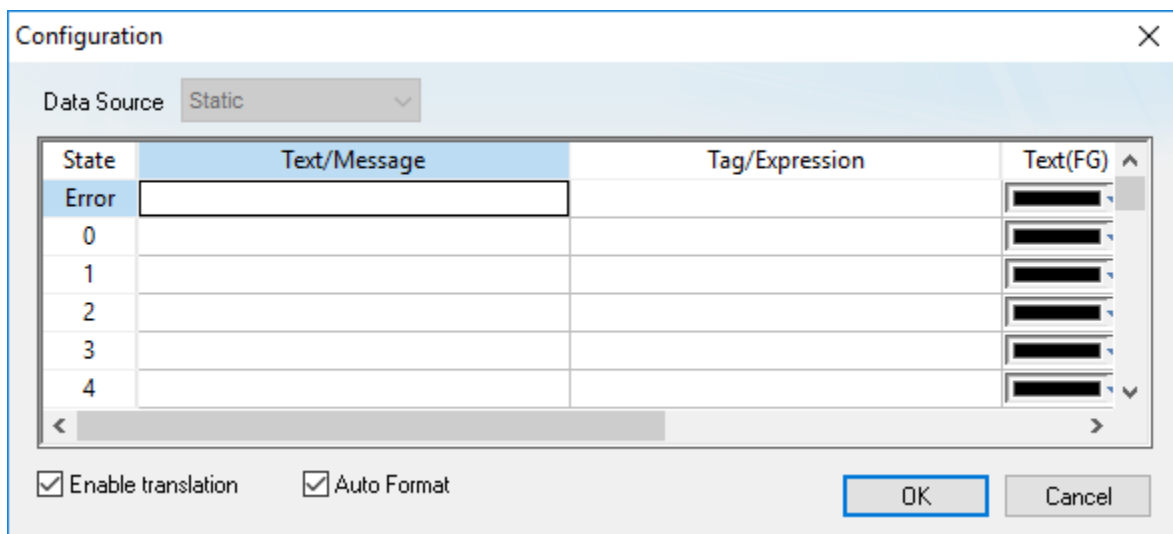 Configuration
Data Source Static
State Text/Message Tag/Expression Text(FG)
Error
0
1
2
3
4
Enable translation Auto Format OK Cancel